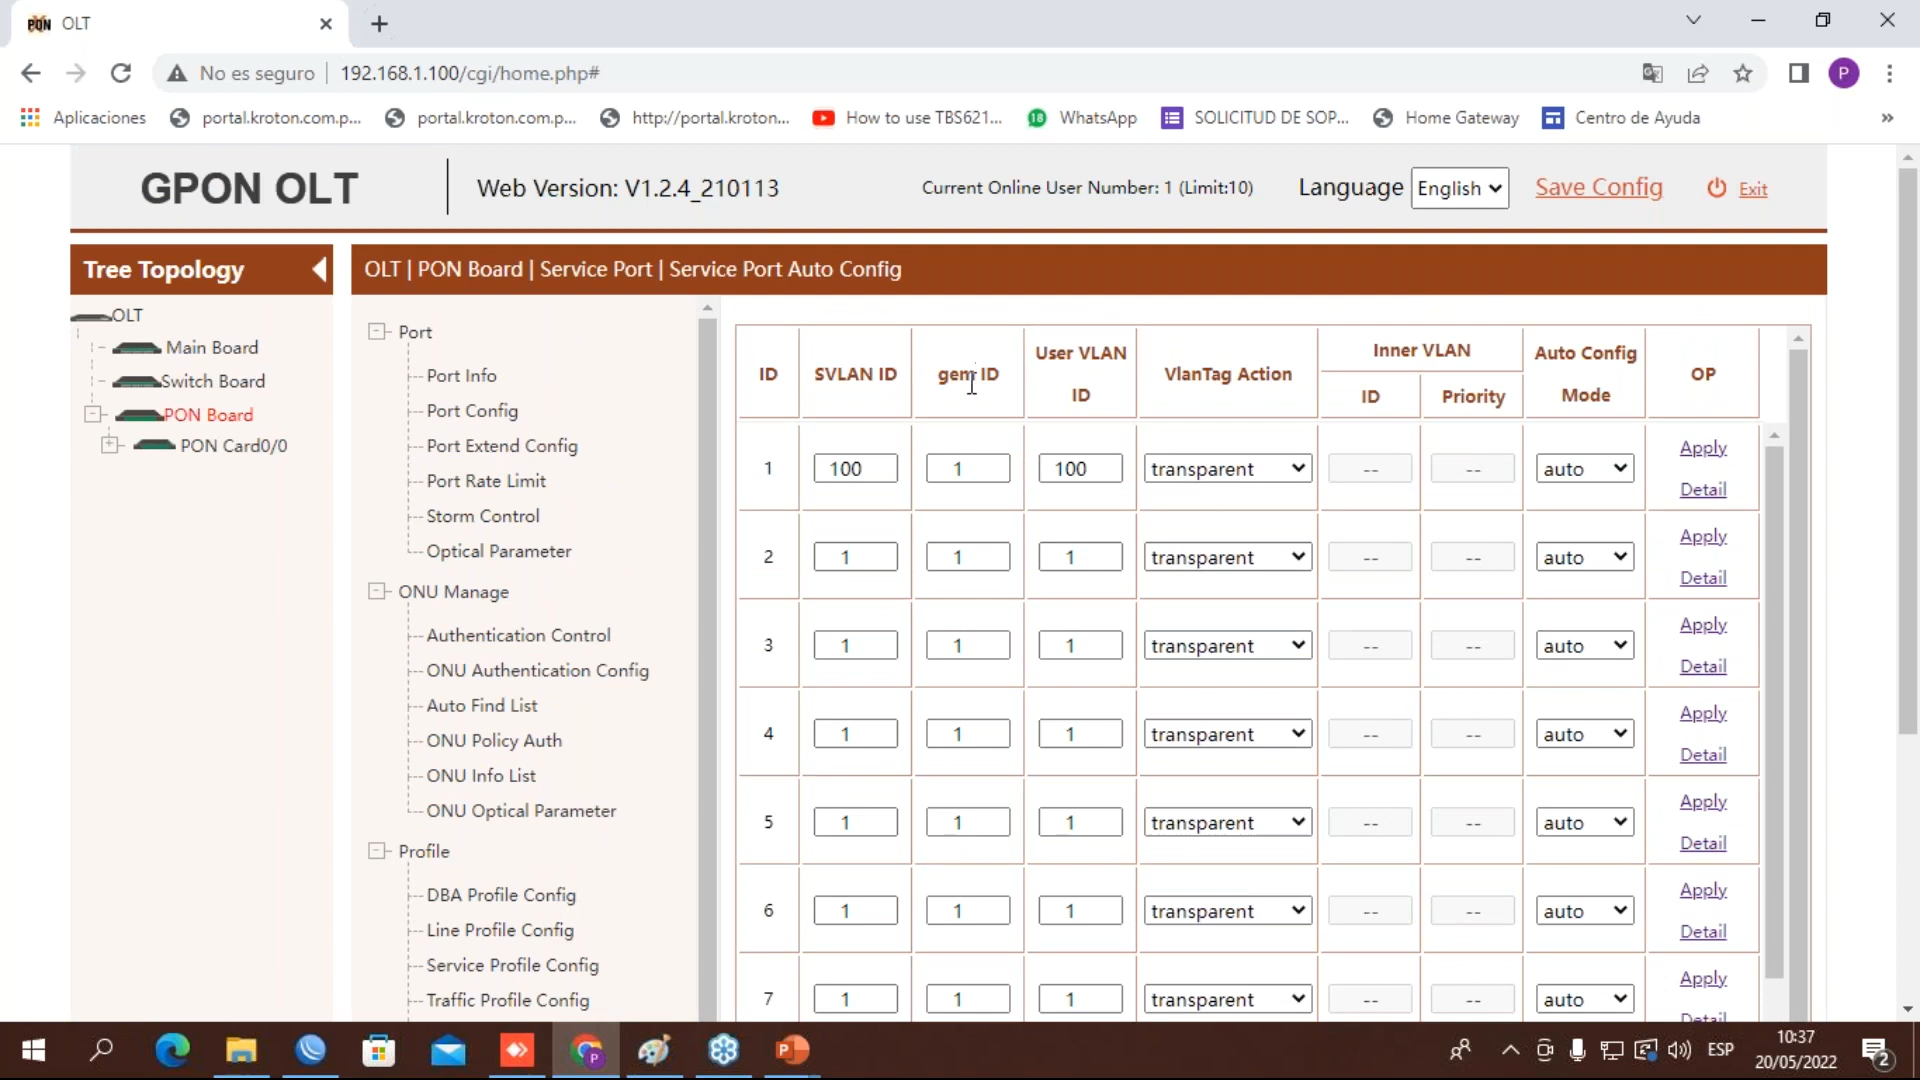 PON OLT
No es seguro 192.168.1.100/cgi/home.php#
P
Aplicaciones portal.kroton.com.p... portal.kroton.com.p... http://portal.kroton... How to use TBS621... 18 WhatsApp SOLICITUD DE SOP... Home Gateway Centro de Ayuda »
GPON OLT Web Version: V1.2.4_210113 Current Online User Number: 1 (Limit:10) Language English Save Config Exit
Tree Topology
OLT
Main Board
Switch Board
PON Board
PON Card0/0
OLT | PON Board | Service Port | Service Port Auto Config
Port
Port Info
Port Config
Port Extend Config
Port Rate Limit
Storm Control
Optical Parameter
ONU Manage
Authentication Control
ONU Authentication Config
Auto Find List
ONU Policy Auth
ONU Info List
ONU Optical Parameter
Profile
DBA Profile Config
Line Profile Config
Service Profile Config
Traffic Profile Config
ID SVLAN ID gem ID User VLAN ID VlanTag Action Inner VLAN ID Priority Auto Config Mode OP
1 100 1 100 transparent -- -- auto Apply
Detail
2 1 1 1 transparent -- -- auto Apply
Detail
3 1 1 1 transparent -- -- auto Apply
Detail
4 1 1 1 transparent -- -- auto Apply
Detail
5 1 1 1 transparent -- -- auto Apply
Detail
6 1 1 1 transparent -- -- auto Apply
Detail
7 1 1 1 transparent -- -- auto Apply
Detail
P
P
ESP
10:37
20/05/2022
2